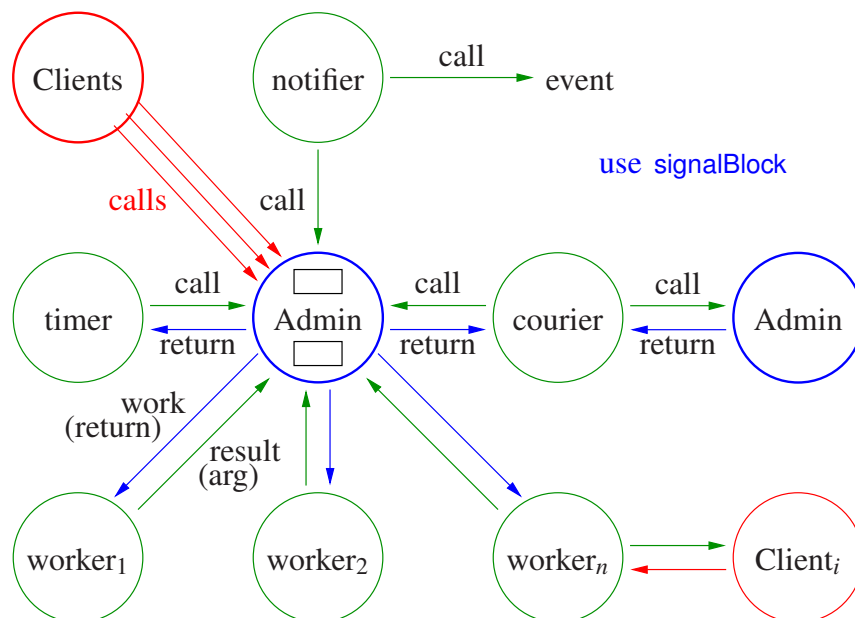 Clients
notifier
call
event
use signalBlock
calls
call
timer
call
return
Admin
call
return
courier
call
return
Admin
work
(return)
result
(arg)
worker₁
worker₂
workerₙ
Clientᵢ